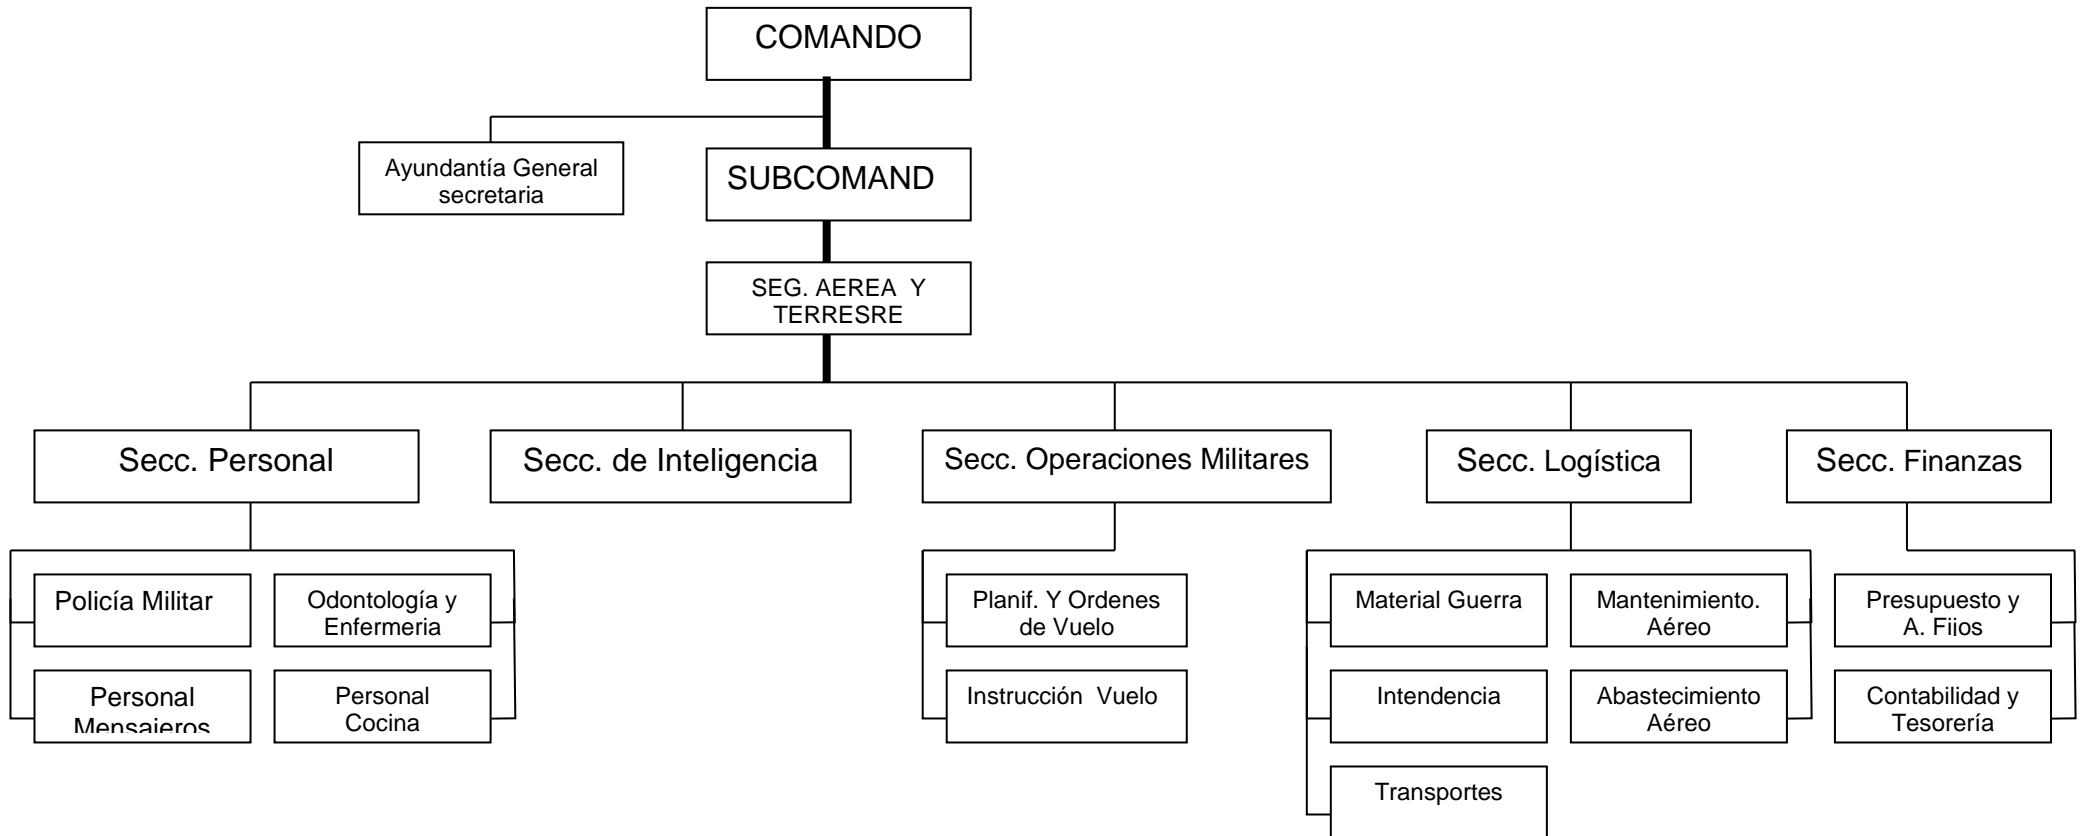 COMANDO
Ayundantía General
secretaria
SUBCOMAND
SEG. AEREA Y
TERRESRE
Secc. Personal
Secc. de Inteligencia
Secc. Operaciones Militares
Secc. Logística
Secc. Finanzas
Policía Militar
Odontología y
Enfermeria
Planif. Y Ordenes
de Vuelo
Material Guerra
Mantenimiento.
Aéreo
Presupuesto y
A. Fijos
Personal
Mensajeros
Personal
Cocina
Instrucción Vuelo
Intendencia
Abastecimiento
Aéreo
Contabilidad y
Tesorería
Transportes